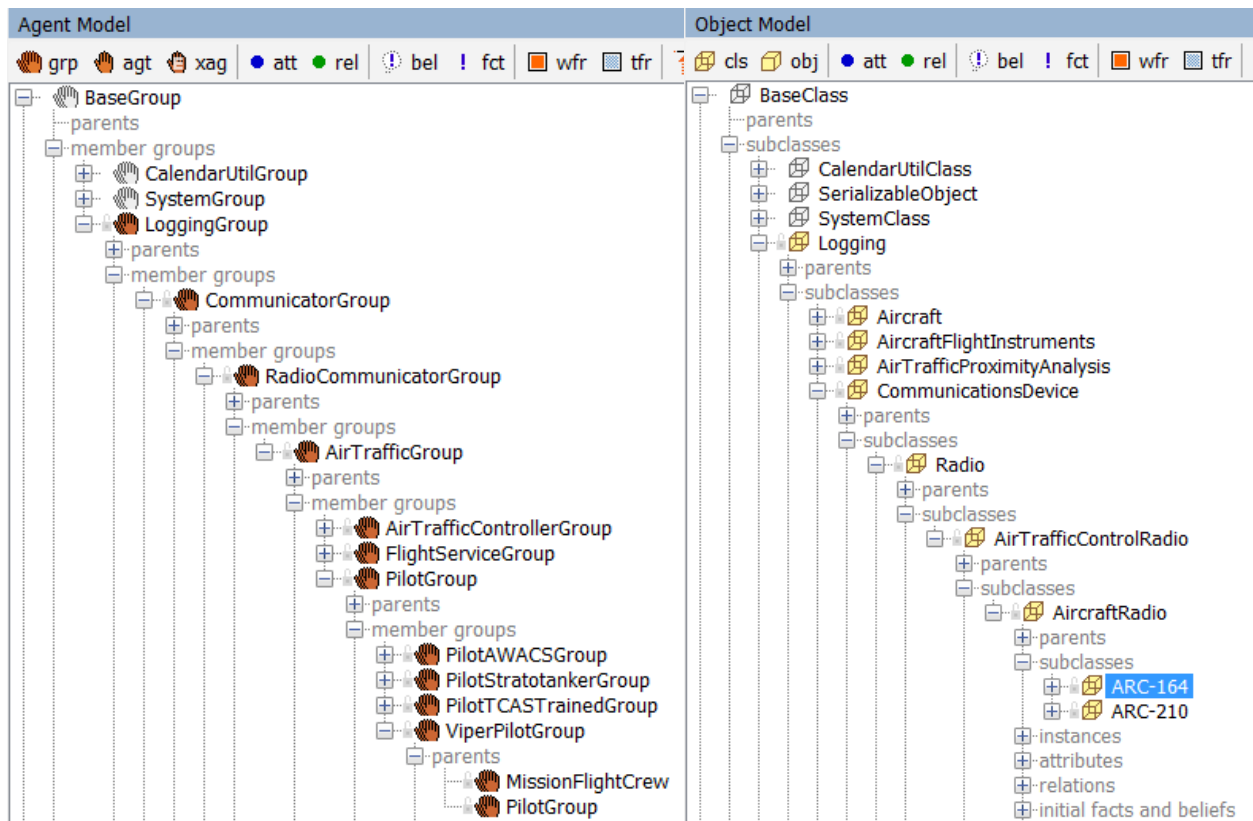 Agent Model
grp agt xag att rel bel fct wfr tfr
BaseGroup
parents
member groups
CalendarUtilGroup
SystemGroup
LoggingGroup
parents
member groups
CommunicatorGroup
parents
member groups
RadioCommunicatorGroup
parents
member groups
AirTrafficGroup
parents
member groups
AirTrafficControllerGroup
FlightServiceGroup
PilotGroup
parents
member groups
PilotAWACSGroup
PilotStratotankerGroup
PilotTCASTrainedGroup
ViperPilotGroup
parents
MissionFlightCrew
PilotGroup
Object Model
cls obj att rel bel fct wfr tfr
BaseClass
parents
subclasses
CalendarUtilClass
SerializableObject
SystemClass
Logging
parents
subclasses
Aircraft
AircraftFlightInstruments
AirTrafficProximityAnalysis
CommunicationsDevice
parents
subclasses
Radio
parents
subclasses
AirTrafficControlRadio
parents
subclasses
AircraftRadio
parents
subclasses
ARC-164
ARC-210
instances
attributes
relations
initial facts and beliefs